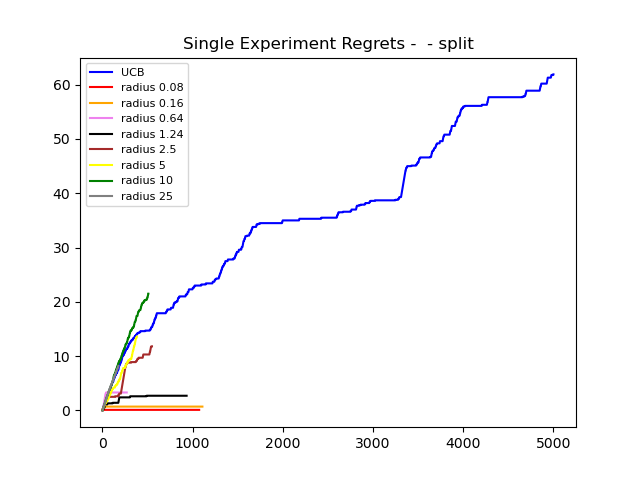 Single Experiment Regrets -  - split
UCB
radius 0.08
radius 0.16
radius 0.64
radius 1.24
radius 2.5
radius 5
radius 10
radius 25
60
50
40
30
20
10
0
0 1000 2000 3000 4000 5000